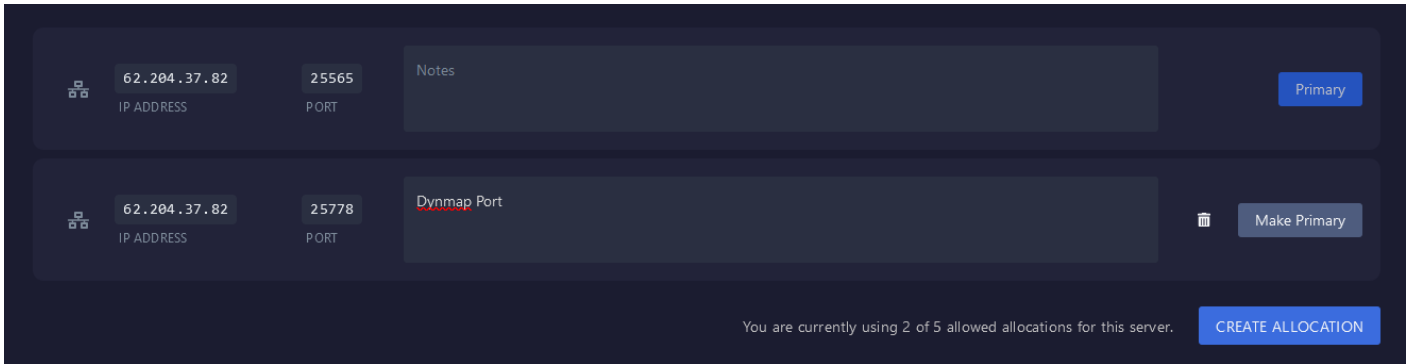 62.204.37.82
IP ADDRESS
25565
PORT
Notes
Primary
62.204.37.82
IP ADDRESS
25778
PORT
Dynmap Port
Make Primary
You are currently using 2 of 5 allowed allocations for this server.
CREATE ALLOCATION